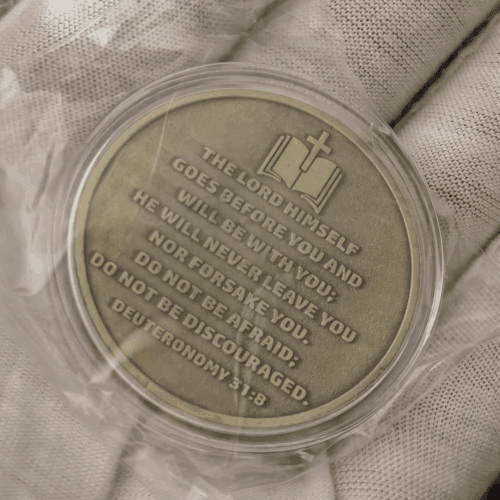 THE LORD HIMSELF
GOES BEFORE YOU AND
WILL BE WITH YOU;
HE WILL NEVER LEAVE YOU
NOR FORSAKE YOU.
DO NOT BE AFRAID;
DO NOT BE DISCOURAGED.
DEUTERONOMY 31:8